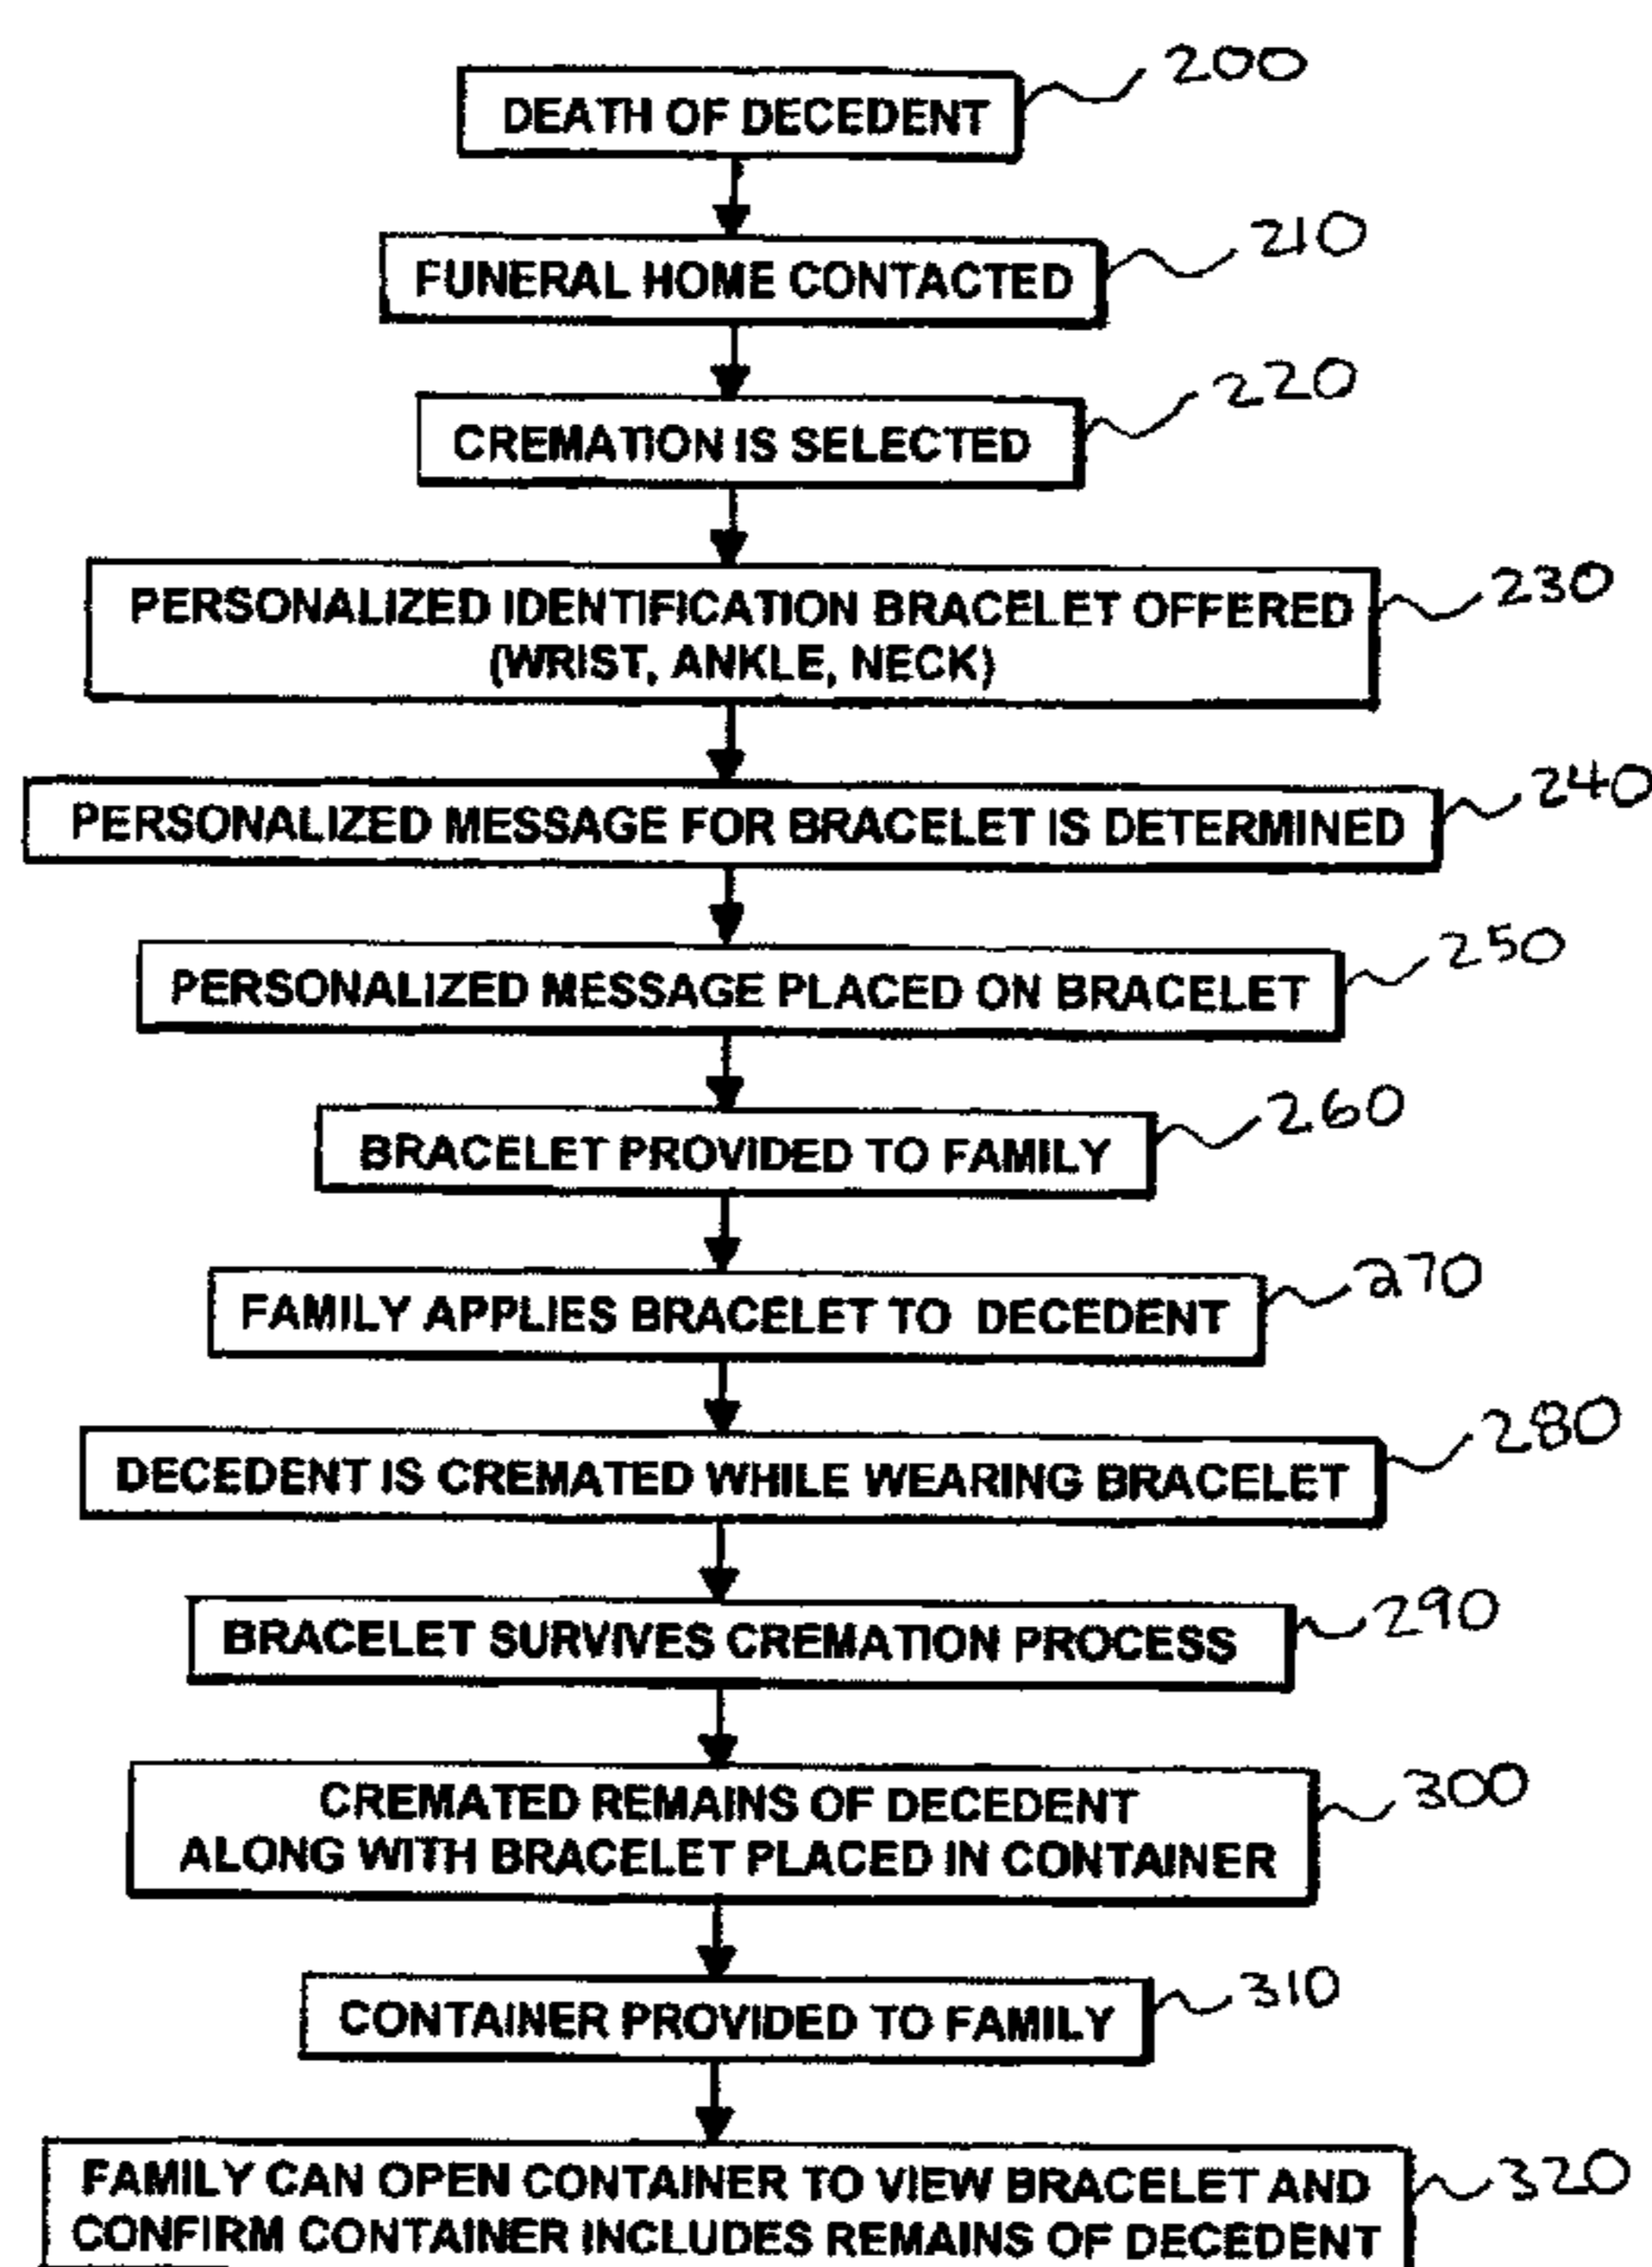 DEATH OF DECEDENT 200
FUNERAL HOME CONTACTED 210
CREMATION IS SELECTED 220
PERSONALIZED IDENTIFICATION BRACELET OFFERED 230
(WRIST, ANKLE, NECK)
PERSONALIZED MESSAGE FOR BRACELET IS DETERMINED 240
PERSONALIZED MESSAGE PLACED ON BRACELET 250
BRACELET PROVIDED TO FAMILY 260
FAMILY APPLIES BRACELET TO DECEDENT 270
DECEDENT IS CREMATED WHILE WEARING BRACELET 280
BRACELET SURVIVES CREMATION PROCESS 290
CREMATED REMAINS OF DECEDENT 300
ALONG WITH BRACELET PLACED IN CONTAINER
CONTAINER PROVIDED TO FAMILY 310
FAMILY CAN OPEN CONTAINER TO VIEW BRACELET AND 320
CONFIRM CONTAINER INCLUDES REMAINS OF DECEDENT